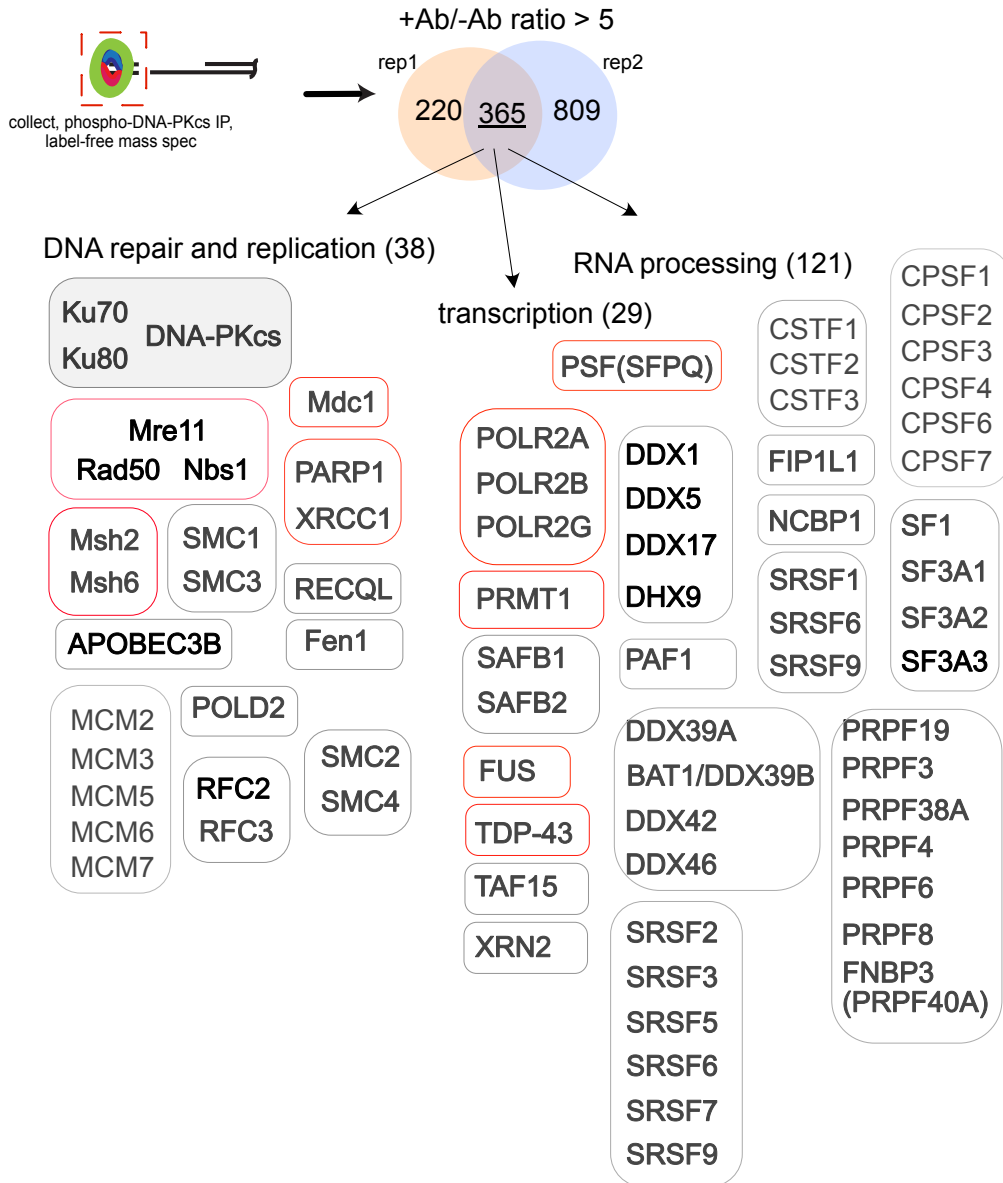 +Ab/-Ab ratio > 5
rep1
rep2
220
365
809
collect, phospho-DNA-PKcs IP,
label-free mass spec
DNA repair and replication (38)
Ku70
Ku80
DNA-PKcs
Mdc1
Mre11
Rad50 Nbs1
PARP1
XRCC1
Msh2
Msh6
SMC1
SMC3
RECQL
APOBEC3B
Fen1
MCM2
MCM3
MCM5
MCM6
MCM7
POLD2
RFC2
RFC3
SMC2
SMC4
transcription (29)
PSF(SFPQ)
POLR2A
POLR2B
POLR2G
PRMT1
SAFB1
SAFB2
FUS
TDP-43
TAF15
XRN2
DDX1
DDX5
DDX17
DHX9
PAF1
RNA processing (121)
CSTF1
CSTF2
CSTF3
FIP1L1
NCBP1
SRSF1
SRSF6
SRSF9
CPSF1
CPSF2
CPSF3
CPSF4
CPSF6
CPSF7
SF1
SF3A1
SF3A2
SF3A3
DDX39A
BAT1/DDX39B
DDX42
DDX46
SRSF2
SRSF3
SRSF5
SRSF6
SRSF7
SRSF9
PRPF19
PRPF3
PRPF38A
PRPF4
PRPF6
PRPF8
FNBP3
(PRPF40A)